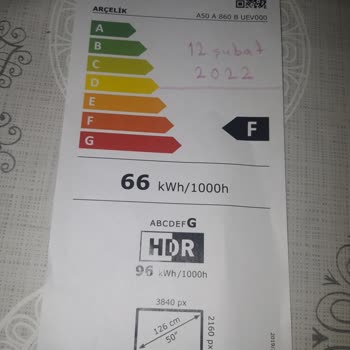 ARÇELİK A50 A 860 B UEV000
A
B
C
D
E
F
G
12 şubat
2022
F
66 kWh/1000h
ABCDEFG
HDR
96 kWh/1000h
3840 px
126 cm
50"
2160 px
2019/